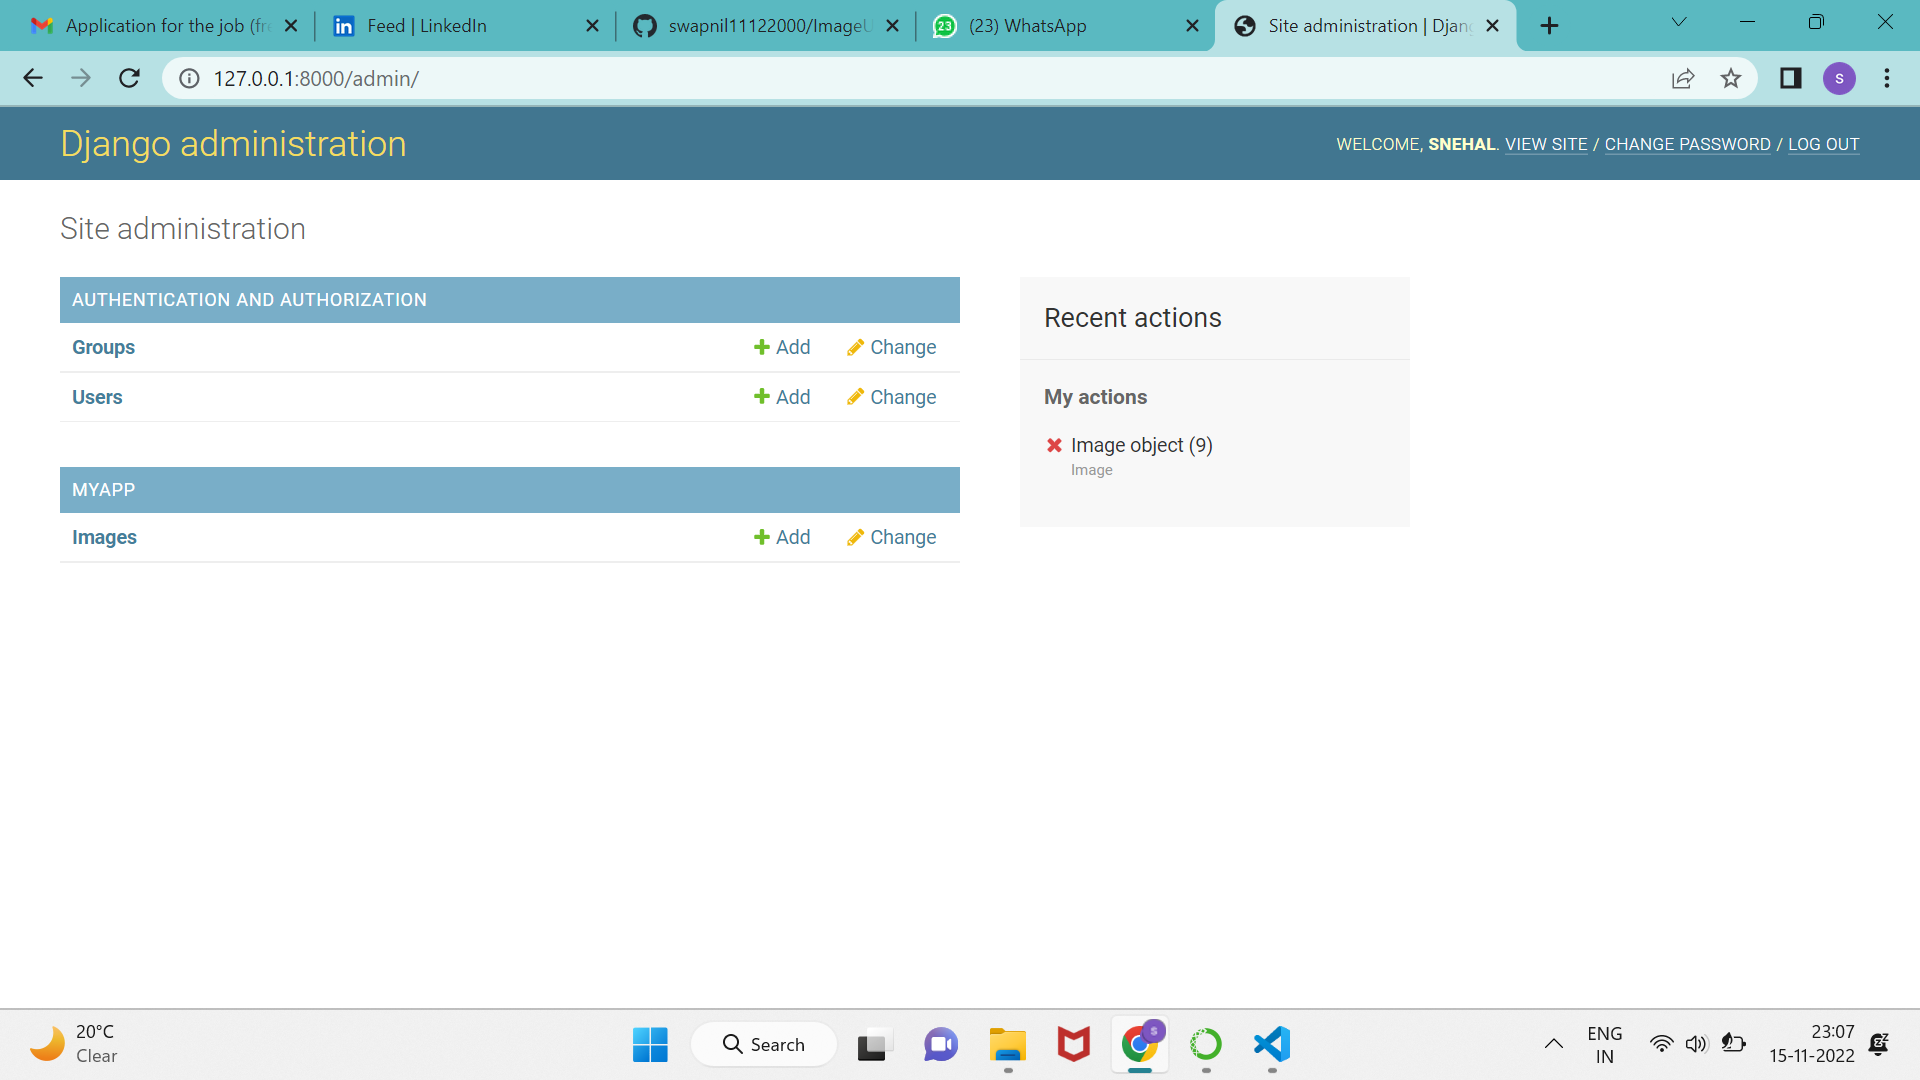 Application for the job (fre
Feed | LinkedIn
swapnil11122000/ImageU
23
(23) WhatsApp
Site administration | Djan
127.0.0.1:8000/admin/
s
Django administration
WELCOME, SNEHAL. VIEW SITE / CHANGE PASSWORD / LOG OUT
Site administration
AUTHENTICATION AND AUTHORIZATION
Groups Add Change
Users Add Change
MYAPP
Images Add Change
Recent actions
My actions
Image object (9)
Image
20°C
Clear
Search
s
ENG
IN
23:07
15-11-2022